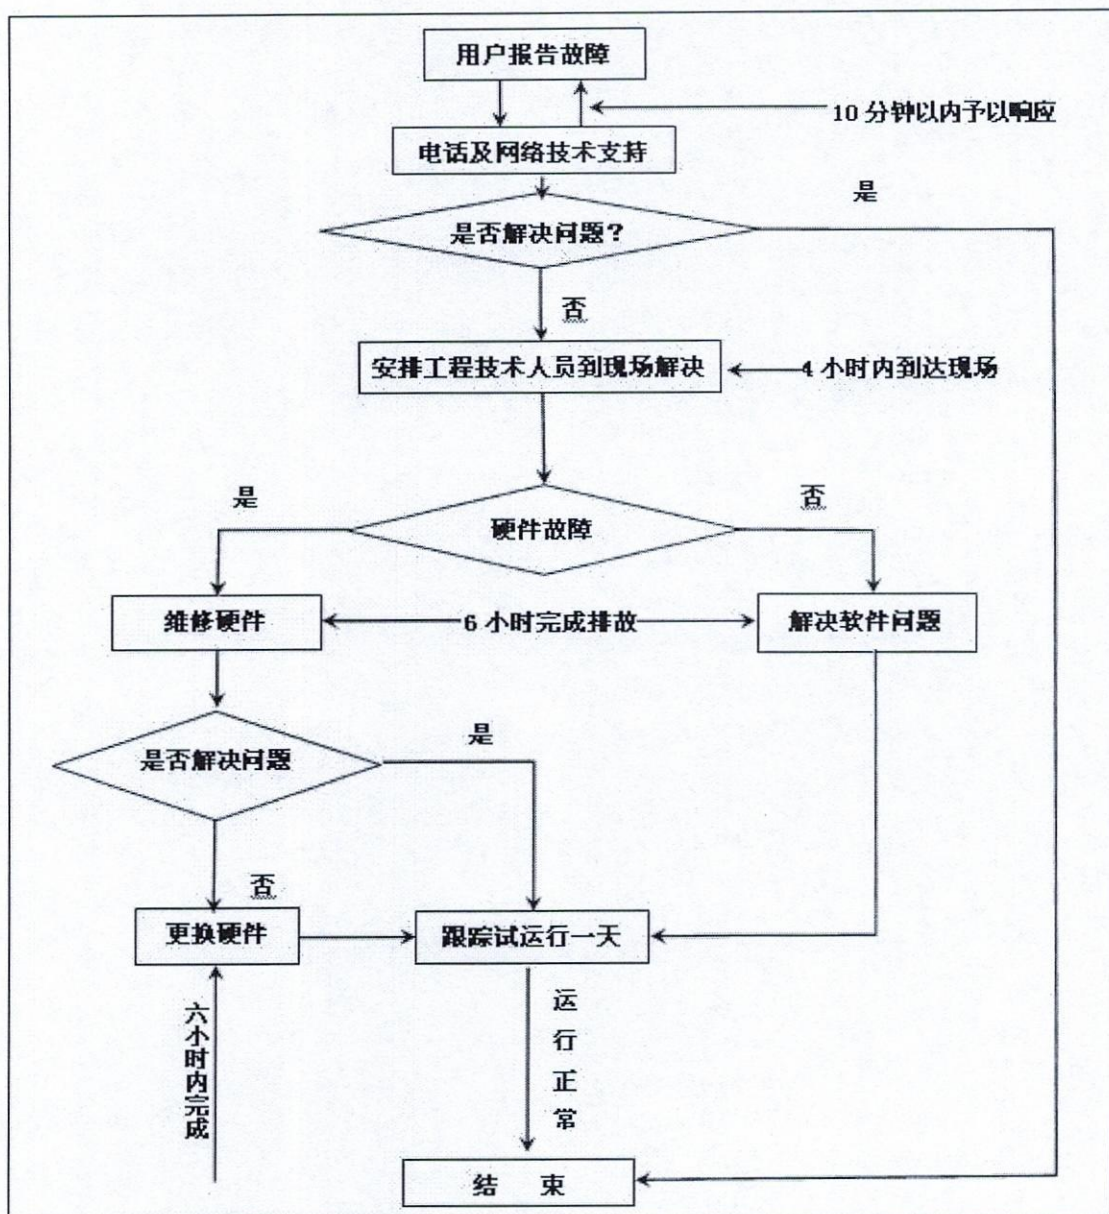 用户报告故障
10 分钟以内予以响应
电话及网络技术支持
是
是否解决问题？
否
安排工程技术人员到现场解决
4 小时内到达现场
是
否
硬件故障
维修硬件
6 小时完成排故
解决软件问题
是否解决问题
是
否
更换硬件
跟踪试运行一天
六小时内完成
运行正常
结 束